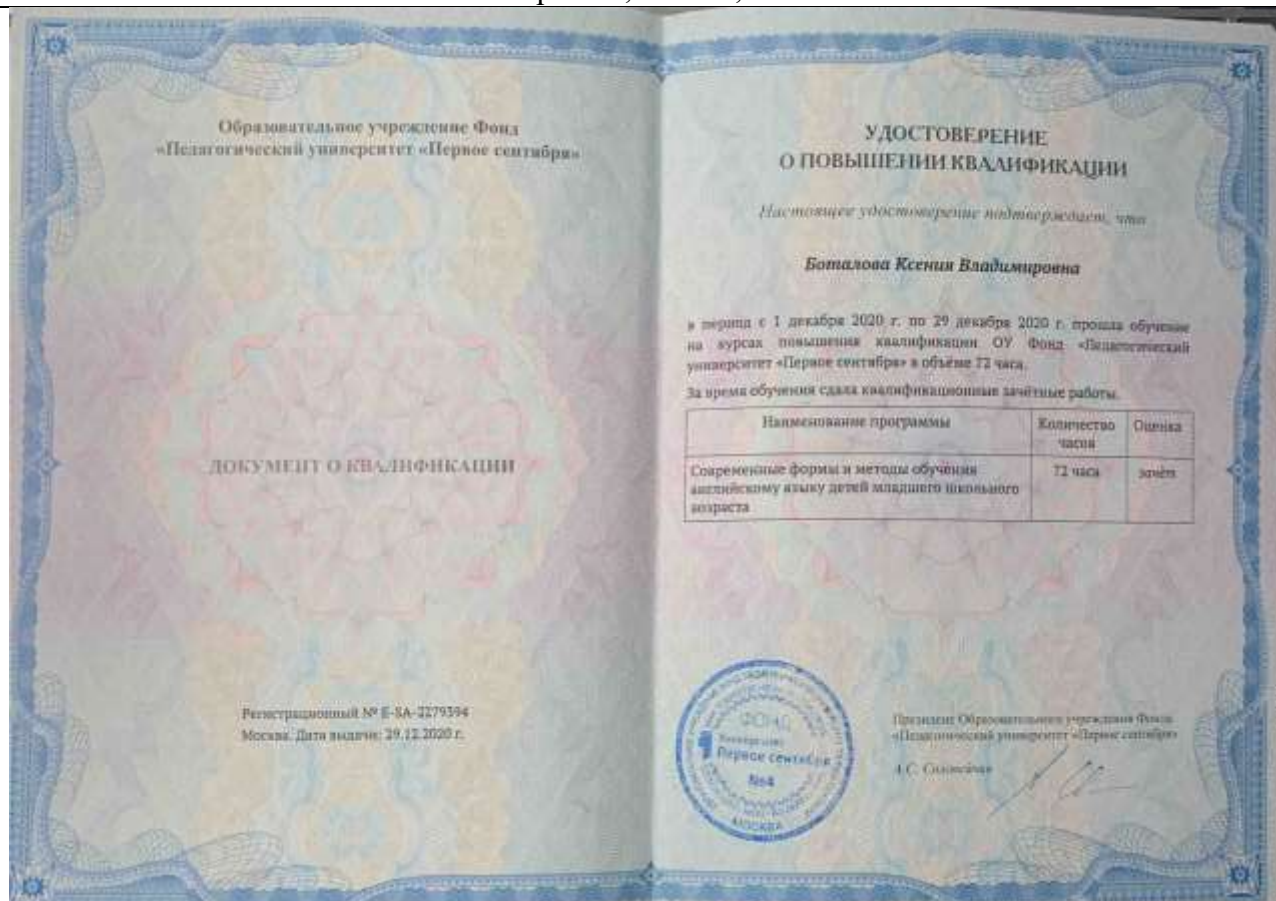 Образовательное учреждение Фонд
«Педагогический университет «Первое сентября»
ДОКУМЕНТ О КВАЛИФИКАЦИИ
Регистрационный № E-SA-2279394
Москва. Дата выдачи: 29.12.2020 г.
УДОСТОВЕРЕНИЕ
О ПОВЫШЕНИИ КВАЛИФИКАЦИИ
Настоящее удостоверение подтверждает, что
Боталова Ксения Владимировна
в период с 1 декабря 2020 г. по 29 декабря 2020 г. прошла обучение
на курсах повышения квалификации ОУ Фонд «Педагогический
университет «Первое сентября» в объёме 72 часа.
За время обучения сдала квалификационные зачётные работы.
Наименование программы Количество часов Оценка
Современные формы и методы обучения
английскому языку детей младшего школьного
возраста
72 часа зачёт
ФОНД
Университет
Первое сентября
№4
МОСКВА
Президент Образовательного учреждения Фонда
«Педагогический университет «Первое сентября»
А.С. Соловейчик